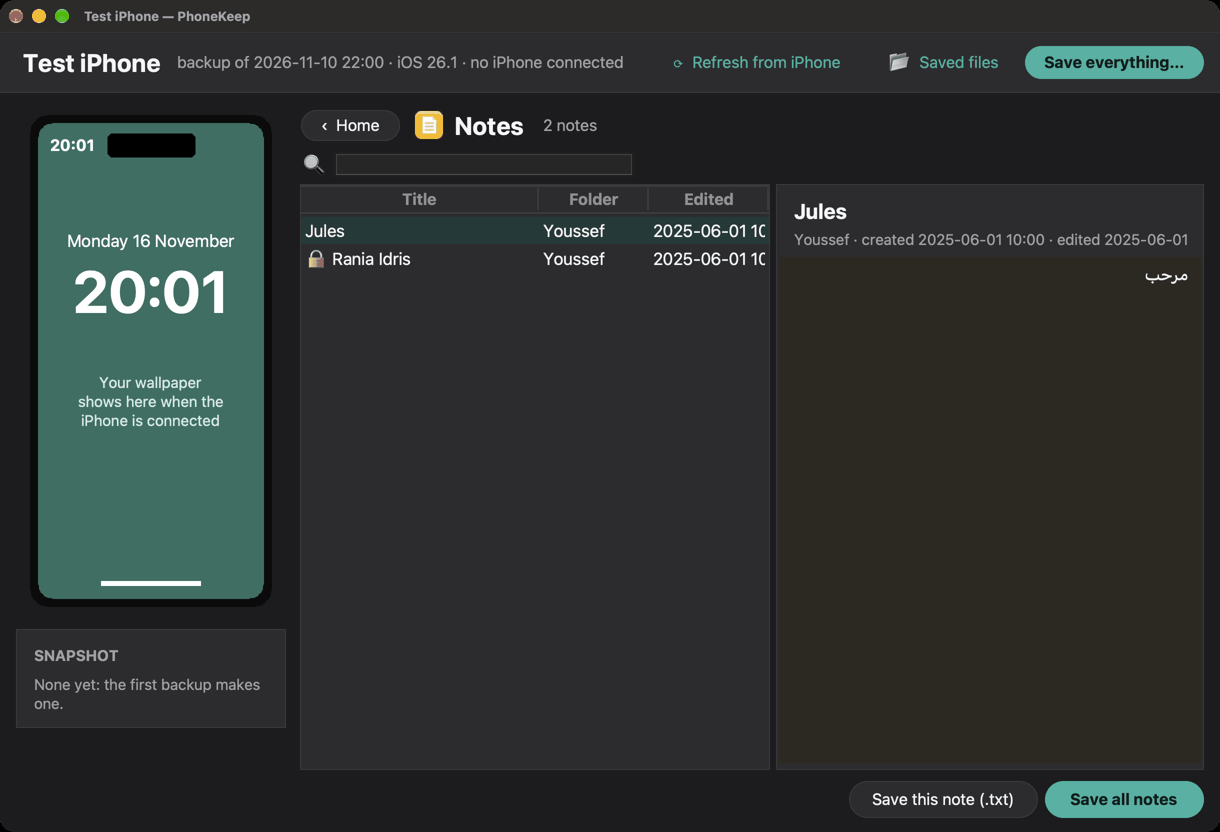 Test iPhone — PhoneKeep
Test iPhone backup of 2026-11-10 22:00 · iOS 26.1 · no iPhone connected Refresh from iPhone Saved files Save everything...
20:01
Monday 16 November
20:01
Your wallpaper
shows here when the
iPhone is connected
SNAPSHOT
None yet: the first backup makes
one.
‹ Home Notes 2 notes
Title Folder Edited
Jules Youssef 2025-06-01 10
Rania Idris Youssef 2025-06-01 10
Jules
Youssef · created 2025-06-01 10:00 · edited 2025-06-01
مرحب
Save this note (.txt) Save all notes